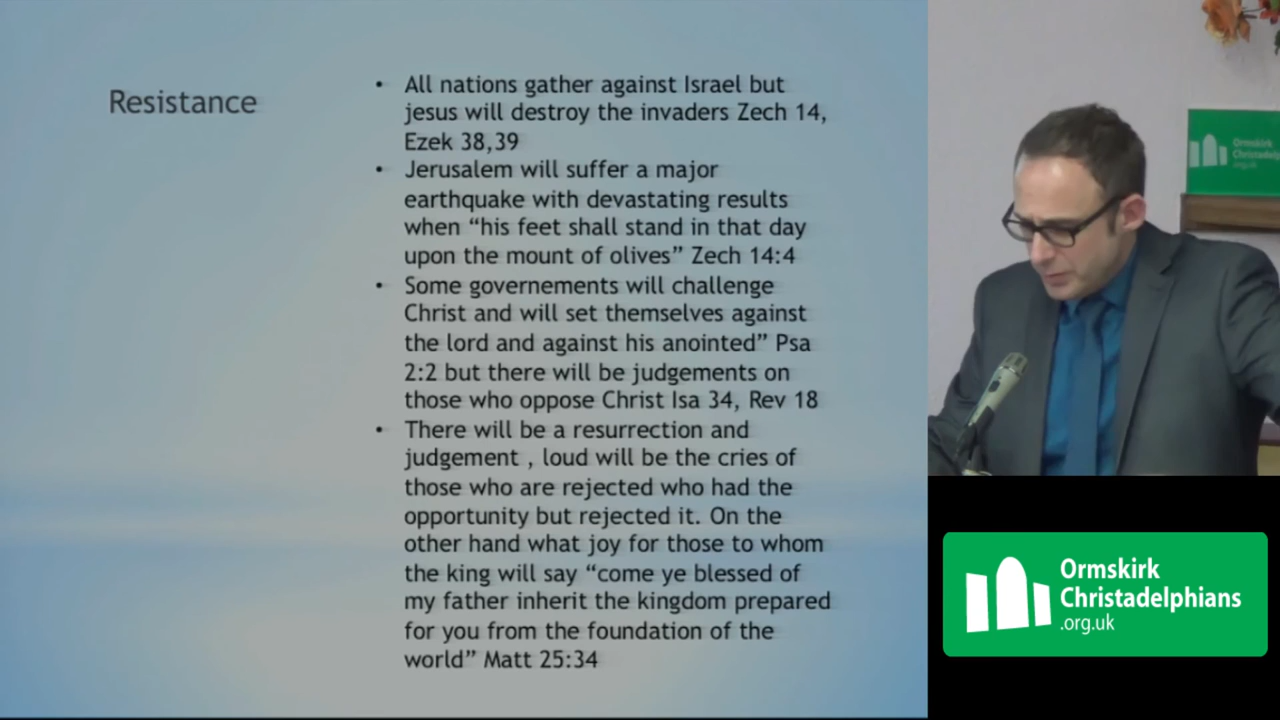 Resistance
• All nations gather against Israel but
jesus will destroy the invaders Zech 14,
Ezek 38,39
• Jerusalem will suffer a major
earthquake with devastating results
when “his feet shall stand in that day
upon the mount of olives” Zech 14:4
• Some governements will challenge
Christ and will set themselves against
the lord and against his anointed” Psa
2:2 but there will be judgements on
those who oppose Christ Isa 34, Rev 18
• There will be a resurrection and
judgement , loud will be the cries of
those who are rejected who had the
opportunity but rejected it. On the
other hand what joy for those to whom
the king will say “come ye blessed of
my father inherit the kingdom prepared
for you from the foundation of the
world” Matt 25:34
Ormskirk
Christadelp
org.uk
Ormskirk
Christadelphians
.org.uk